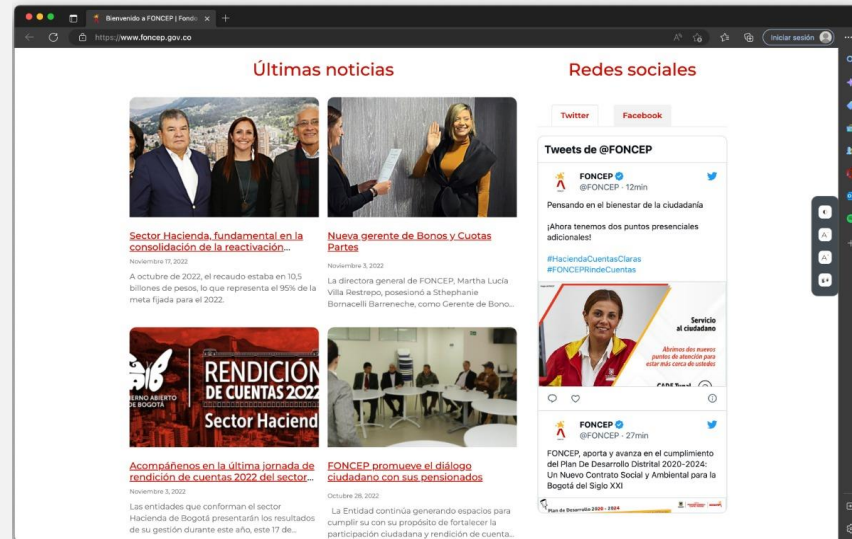 Bienvenido a FONCEP | Fondo
https://www.foncep.gov.co
Iniciar sesión
Últimas noticias
Sector Hacienda, fundamental en la
consolidación de la reactivación...
Noviembre 17, 2022
A octubre de 2022, el recaudo estaba en 10,5
billones de pesos, lo que representa el 95% de la
meta fijada para el 2022.
Nueva gerente de Bonos y Cuotas
Partes
Noviembre 3, 2022
La directora general de FONCEP, Martha Lucía
Villa Restrepo, posesionó a Sthephanie
Bornacelli Barreneche, como Gerente de Bono...
RENDICIÓN
DE CUENTAS 2022
Sector Haciend
ERNO ABIERTO
DE BOGOTÁ
Acompáñenos en la última jornada de
rendición de cuentas 2022 del sector...
Noviembre 3, 2022
Las entidades que conforman el sector
Hacienda de Bogotá presentarán los resultados
de su gestión durante este año, este 17 de...
FONCEP promueve el diálogo
ciudadano con sus pensionados
Octubre 28, 2022
La Entidad continúa generando espacios para
cumplir su con su propósito de fortalecer la
participación ciudadana y rendición de cuenta...
Redes sociales
Twitter
Facebook
Tweets de @FONCEP
FONCEP
@FONCEP · 12min
Pensando en el bienestar de la ciudadanía
¡Ahora tenemos dos puntos presenciales
adicionales!
#HaciendaCuentasClaras
#FONCEPRindeCuentas
Servicio
al ciudadano
Abrimos dos nuevos
puntos de atención para
estar más cerca de ustedes
FONCEP
@FONCEP · 27min
FONCEP, aporta y avanza en el cumplimiento
del Plan De Desarrollo Distrital 2020-2024:
Un Nuevo Contrato Social y Ambiental para la
Bogotá del Siglo XXI
Plan de Desarrollo 2020 - 2024